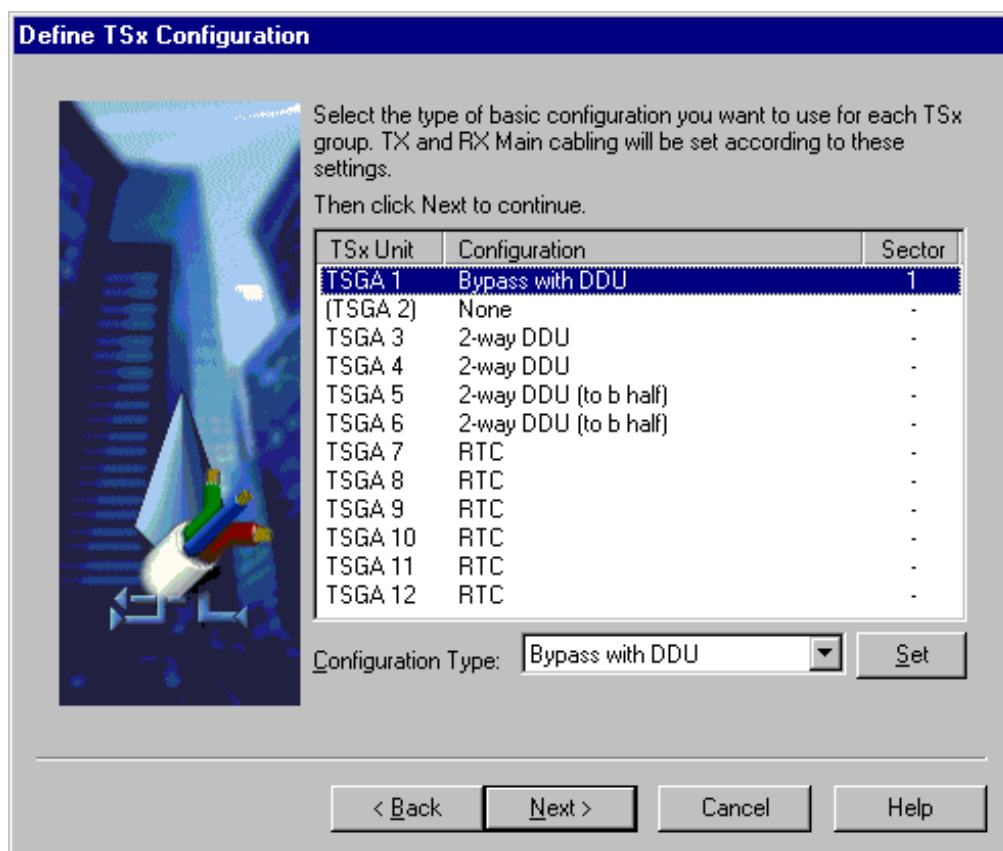 Define TSx Configuration
Select the type of basic configuration you want to use for each TSx
group. TX and RX Main cabling will be set according to these
settings.
Then click Next to continue.
TSx Unit Configuration Sector
TSGA 1 Bypass with DDU 1
(TSGA 2) None -
TSGA 3 2-way DDU -
TSGA 4 2-way DDU -
TSGA 5 2-way DDU (to b half) -
TSGA 6 2-way DDU (to b half) -
TSGA 7 RTC -
TSGA 8 RTC -
TSGA 9 RTC -
TSGA 10 RTC -
TSGA 11 RTC -
TSGA 12 RTC -
Configuration Type: Bypass with DDU Set
< Back Next > Cancel Help